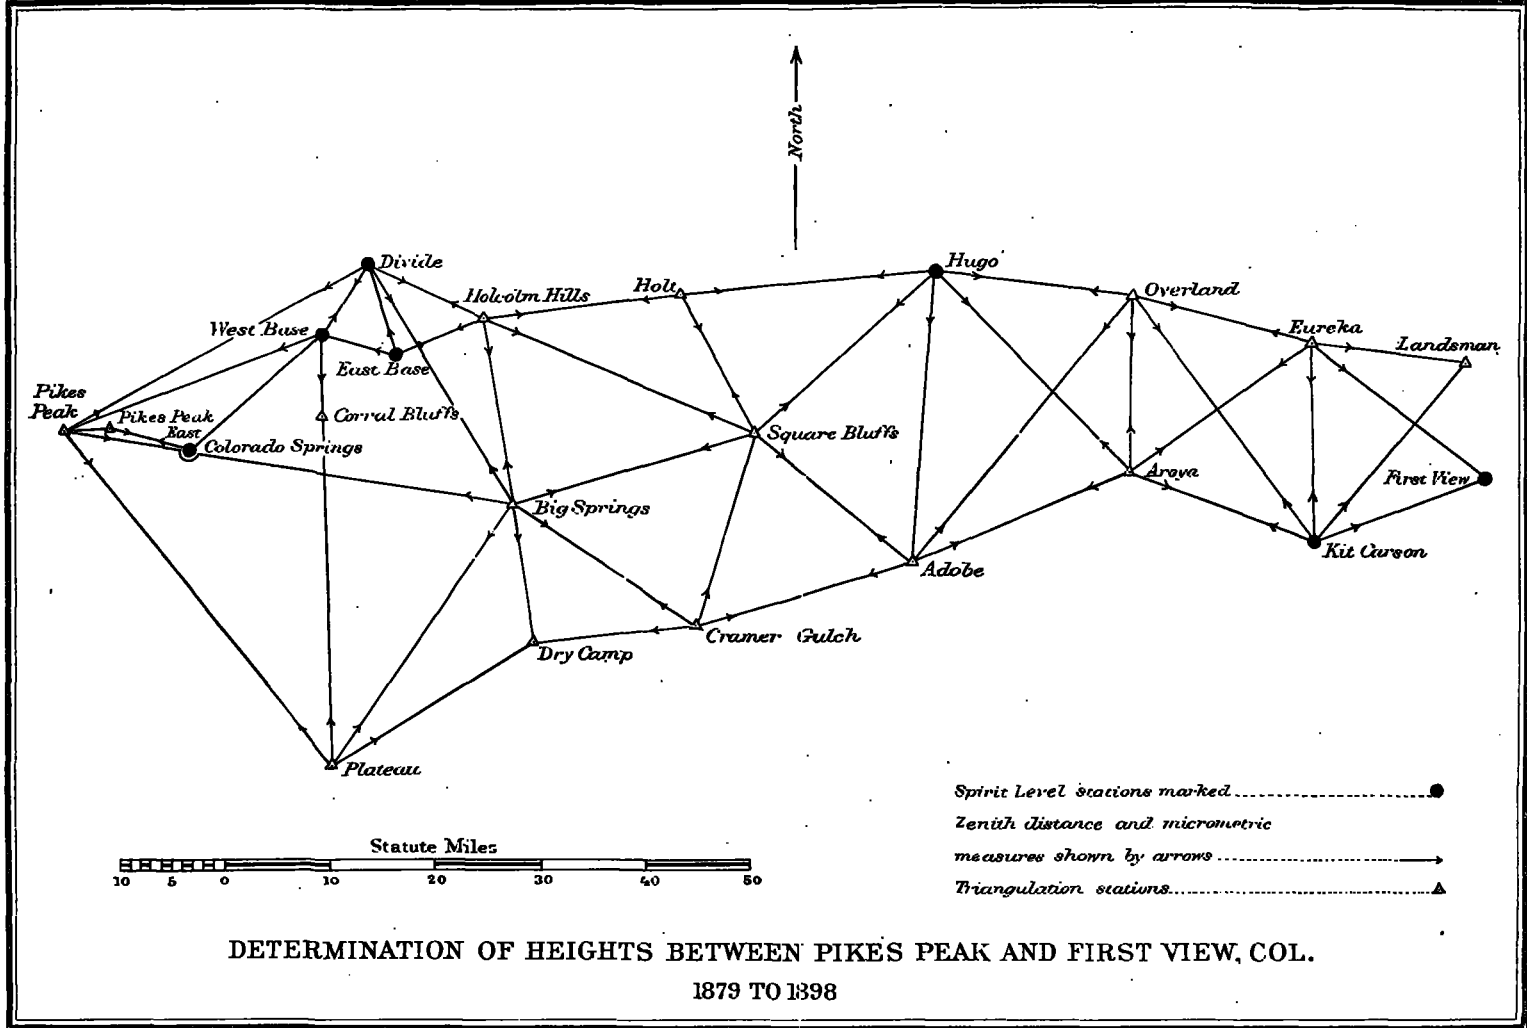 North
Divide
Hugo
Holcolm Hills
Holt
Overland
West Base
Eureka
Landsman
East Base
Pikes
Peak
Pikes Peak
East
Corral Bluffs
Colorado Springs
Square Bluffs
Aroya
First View
Big Springs
Kit Carson
Adobe
Cramer Gulch
Dry Camp
Plateau
Spirit Level stations marked
Zenith distance and micrometric
measures shown by arrows
Triangulation stations
Statute Miles
10 5 0 10 20 30 40 50
DETERMINATION OF HEIGHTS BETWEEN PIKES PEAK AND FIRST VIEW, COL.
1879 TO 1898